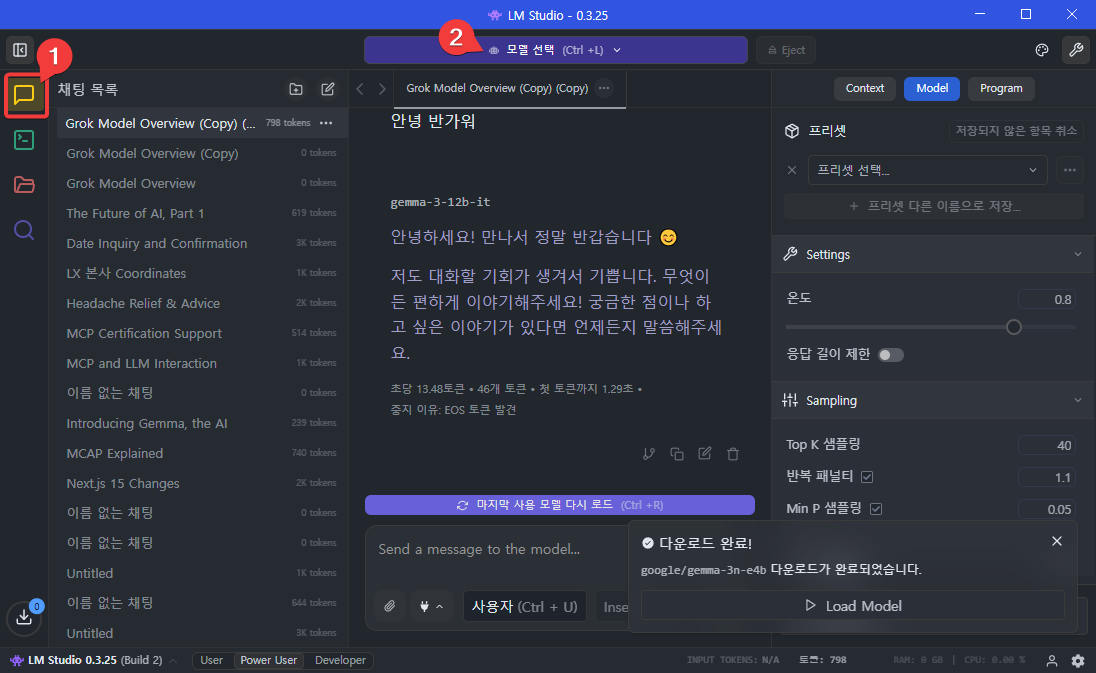 LM Studio - 0.3.25
1
2
모델 선택 (Ctrl +L)
Eject
채팅 목록
Grok Model Overview (Copy) (... 798 tokens
Grok Model Overview (Copy) 0 tokens
Grok Model Overview 0 tokens
The Future of AI, Part 1 619 tokens
Date Inquiry and Confirmation 3K tokens
LX 본사 Coordinates 1K tokens
Headache Relief & Advice 2K tokens
MCP Certification Support 514 tokens
MCP and LLM Interaction 1K tokens
이름 없는 채팅 0 tokens
Introducing Gemma, the AI 239 tokens
MCAP Explained 740 tokens
Next.js 15 Changes 2K tokens
이름 없는 채팅 0 tokens
이름 없는 채팅 0 tokens
Untitled 1K tokens
이름 없는 채팅 644 tokens
Untitled 3K tokens
0
Grok Model Overview (Copy) (Copy)
안녕 반가워
gemma-3-12b-it
안녕하세요! 만나서 정말 반갑습니다 😊
저도 대화할 기회가 생겨서 기쁩니다. 무엇이
든 편하게 이야기해주세요! 궁금한 점이나 하
고 싶은 이야기가 있다면 언제든지 말씀해주세
요.
초당 13.48토큰 • 46개 토큰 • 첫 토큰까지 1.29초 •
중지 이유: EOS 토큰 발견
마지막 사용 모델 다시 로드 (Ctrl +R)
Send a message to the model...
사용자 (Ctrl + U)
Inse
Context
Model
Program
프리셋
저장되지 않은 항목 취소
프리셋 선택...
+ 프리셋 다른 이름으로 저장...
Settings
온도 0.8
응답 길이 제한
Sampling
Top K 샘플링 40
반복 패널티 1.1
Min P 샘플링 0.05
다운로드 완료!
google/gemma-3n-e4b 다운로드가 완료되었습니다.
Load Model
LM Studio 0.3.25 (Build 2)
User
Power User
Developer
INPUT TOKENS: N/A
토큰: 798
RAM: 0 GB | CPU: 0.00 %